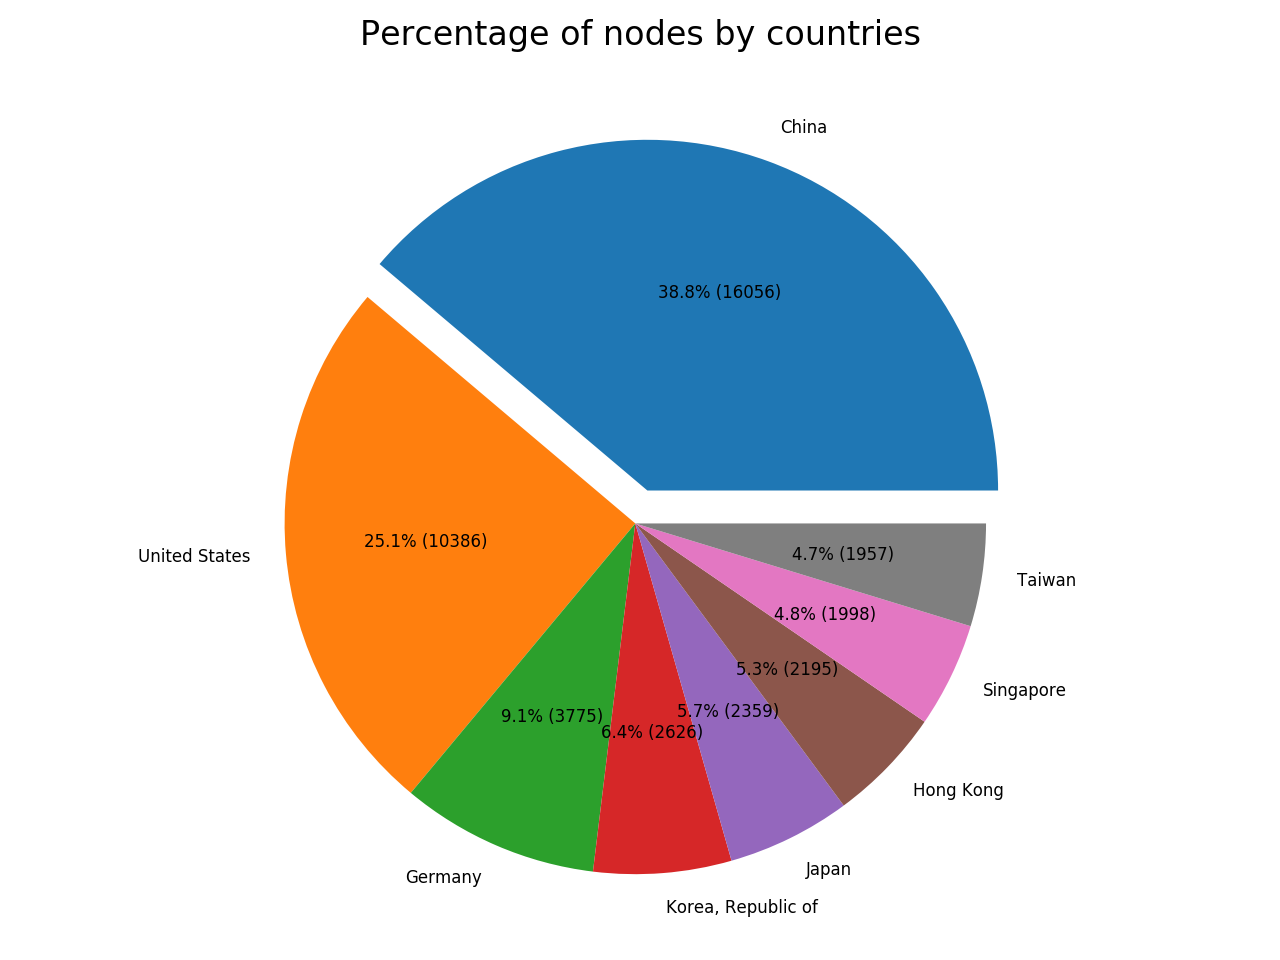 Percentage of nodes by countries
China
38.8% (16056)
United States
25.1% (10386)
Germany
9.1% (3775)
Korea, Republic of
6.4% (2626)
Japan
5.7% (2359)
Hong Kong
5.3% (2195)
Singapore
4.8% (1998)
Taiwan
4.7% (1957)